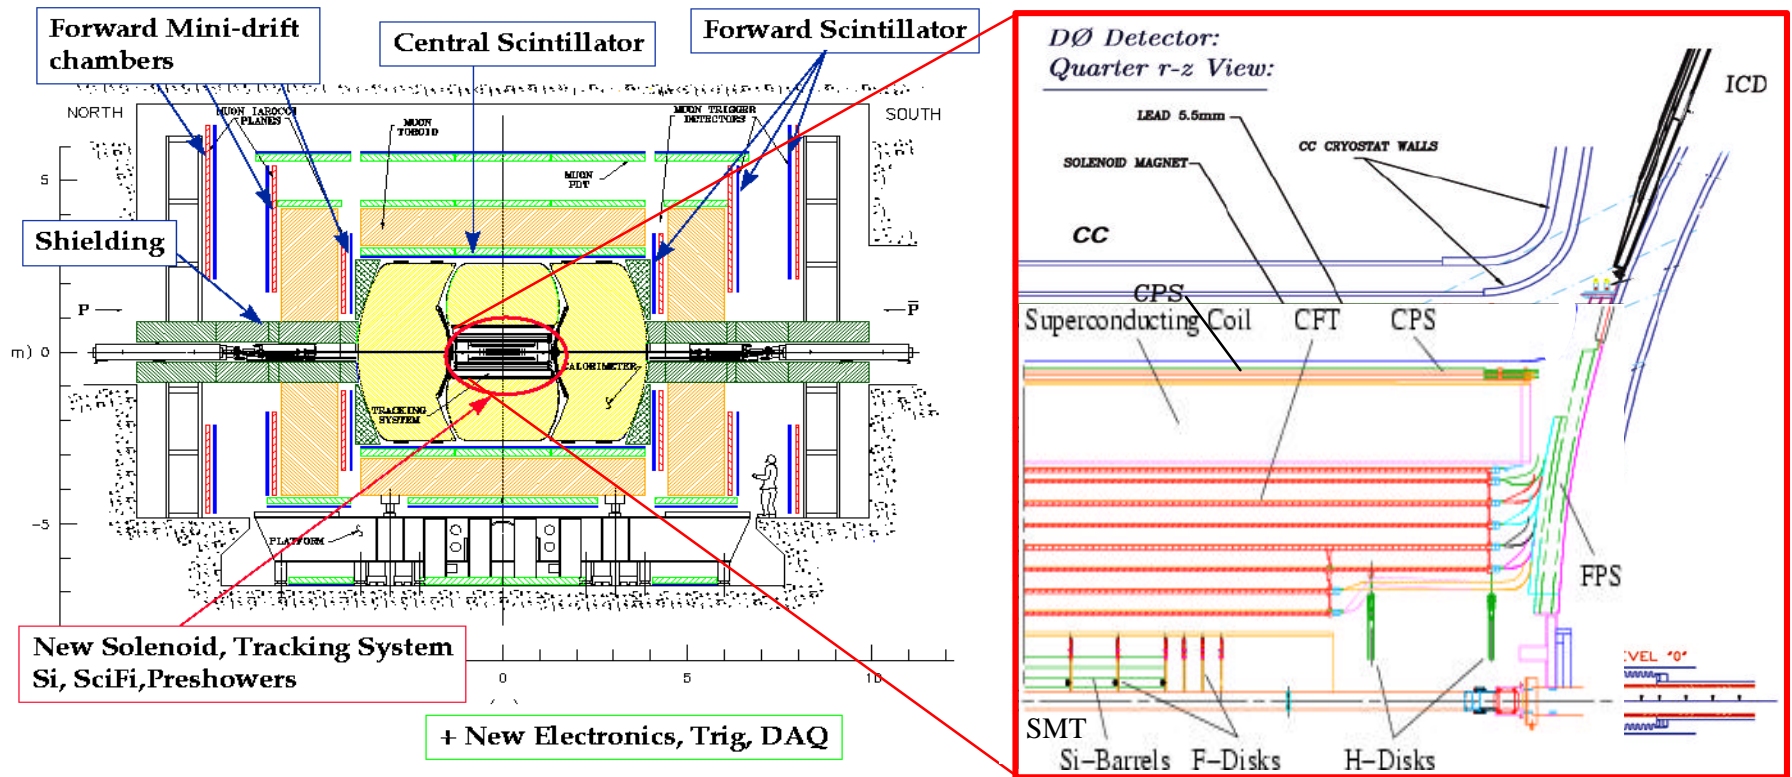 Forward Mini-drift
chambers
Central Scintillator
Forward Scintillator
NORTH
MUON IAROCCI
PLANES
MUON
TOROID
MUON TRIGGER
DETECTORS
SOUTH
5
MUON
PDT
Shielding
P
P̅
m) 0
CALORIMETER
TRACKING
SYSTEM
-5
PLATFORM
New Solenoid, Tracking System
Si, SciFi,Preshowers
0
5
10
+ New Electronics, Trig, DAQ
DØ Detector:
Quarter r-z View:
ICD
LEAD 5.5mm
CC CRYOSTAT WALLS
SOLENOID MAGNET
CC
CPS
Superconducting Coil
CFT
CPS
FPS
EVEL "0"
SMT
Si-Barrels
F-Disks
H-Disks